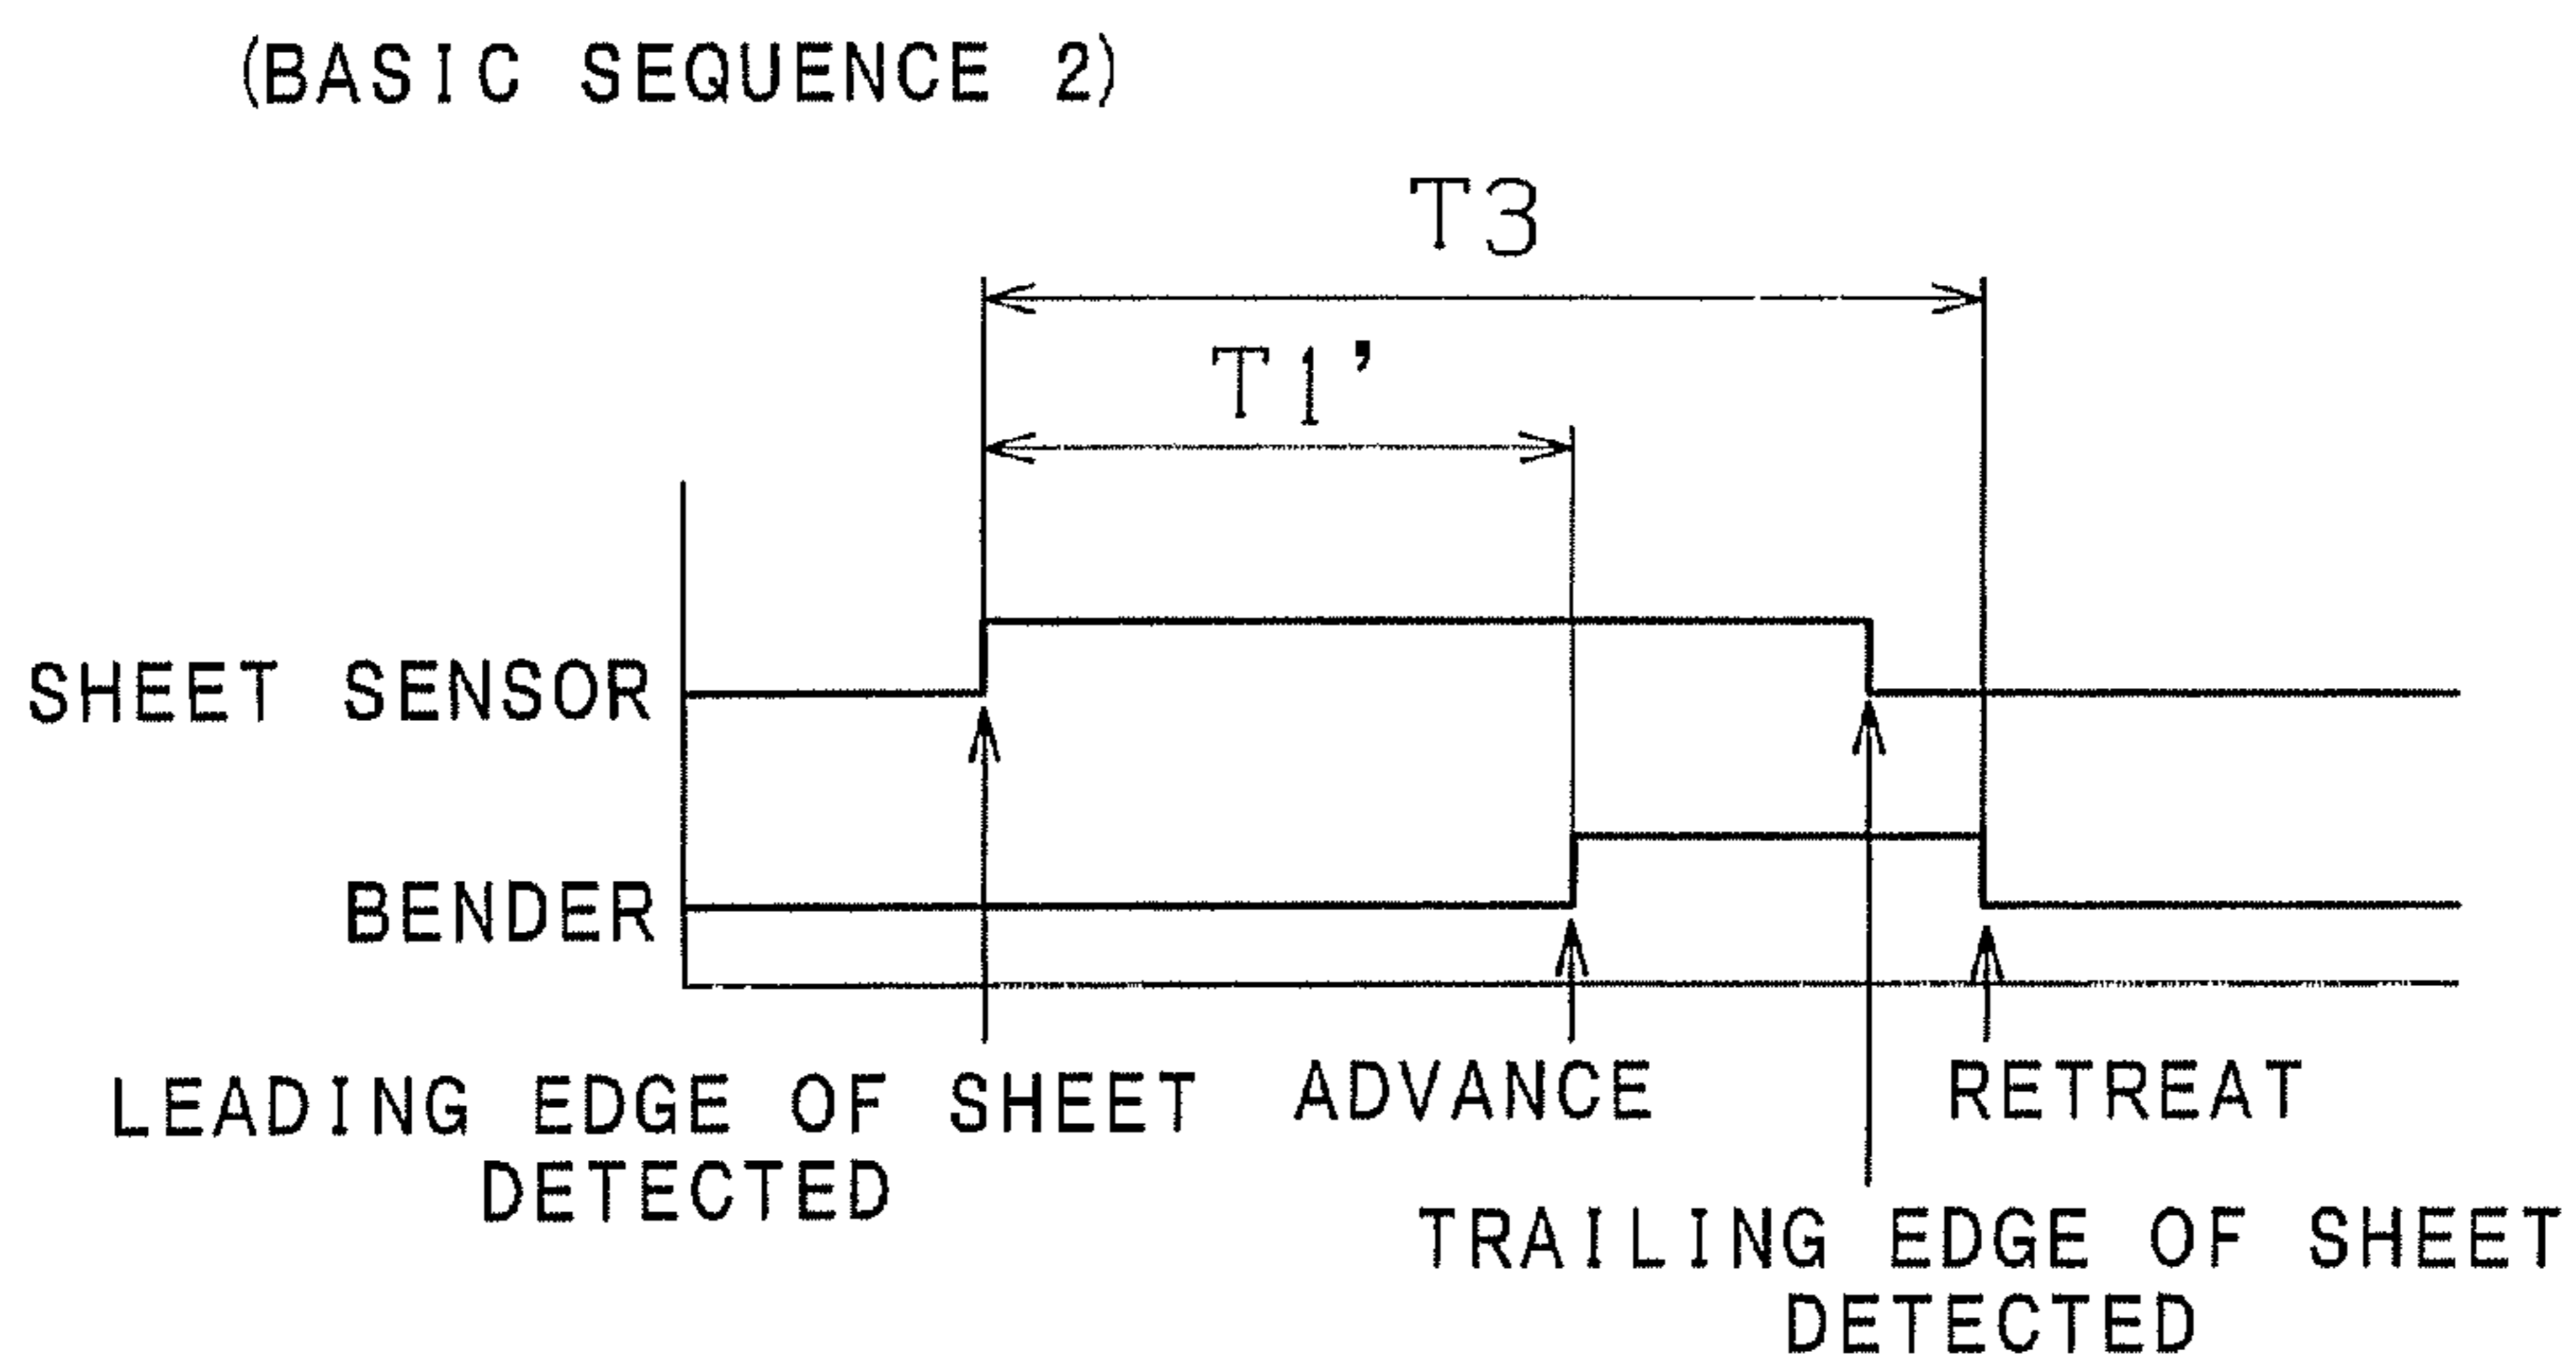 (BASIC SEQUENCE 2)
T3
T1’
SHEET SENSOR
BENDER
LEADING EDGE OF SHEET
DETECTED
ADVANCE
RETREAT
TRAILING EDGE OF SHEET
DETECTED